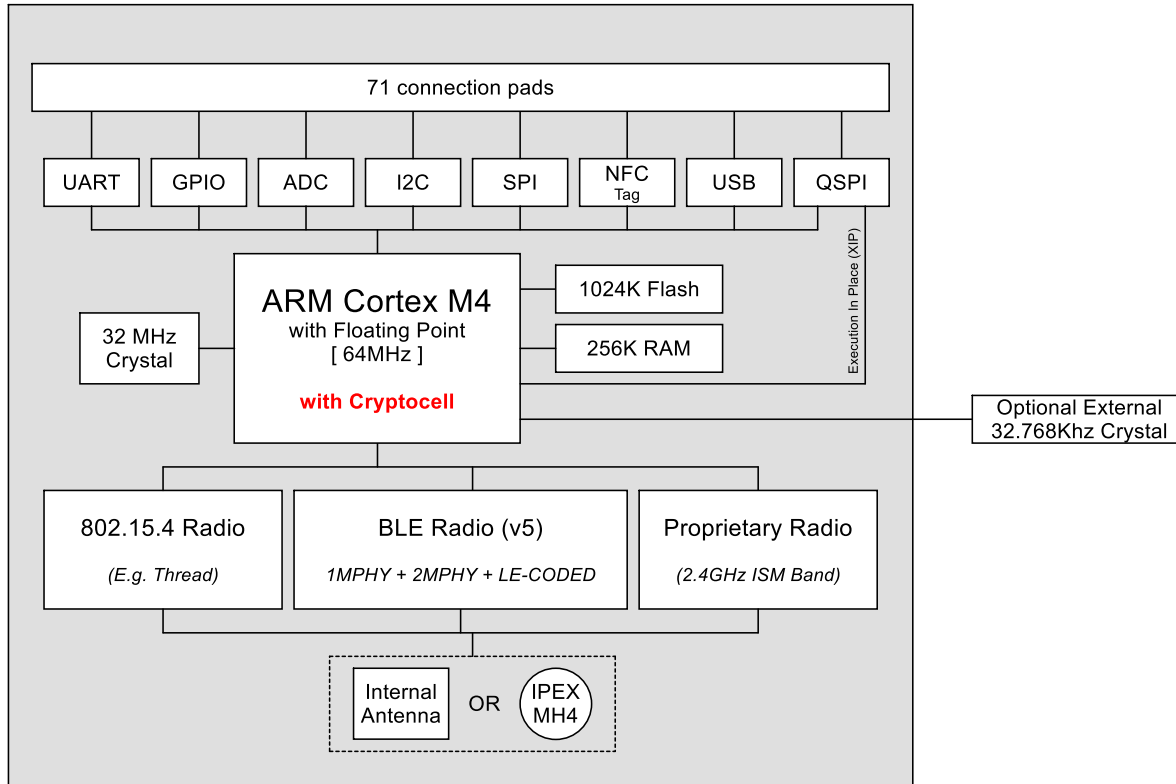 71 connection pads
UART
GPIO
ADC
I2C
SPI
NFC
Tag
USB
QSPI
Execution In Place (XIP)
ARM Cortex M4
with Floating Point
[ 64MHz ]
with Cryptocell
32 MHz
Crystal
1024K Flash
256K RAM
Optional External
32.768Khz Crystal
802.15.4 Radio
(E.g. Thread)
BLE Radio (v5)
1MPHY + 2MPHY + LE-CODED
Proprietary Radio
(2.4GHz ISM Band)
Internal
Antenna
OR
IPEX
MH4